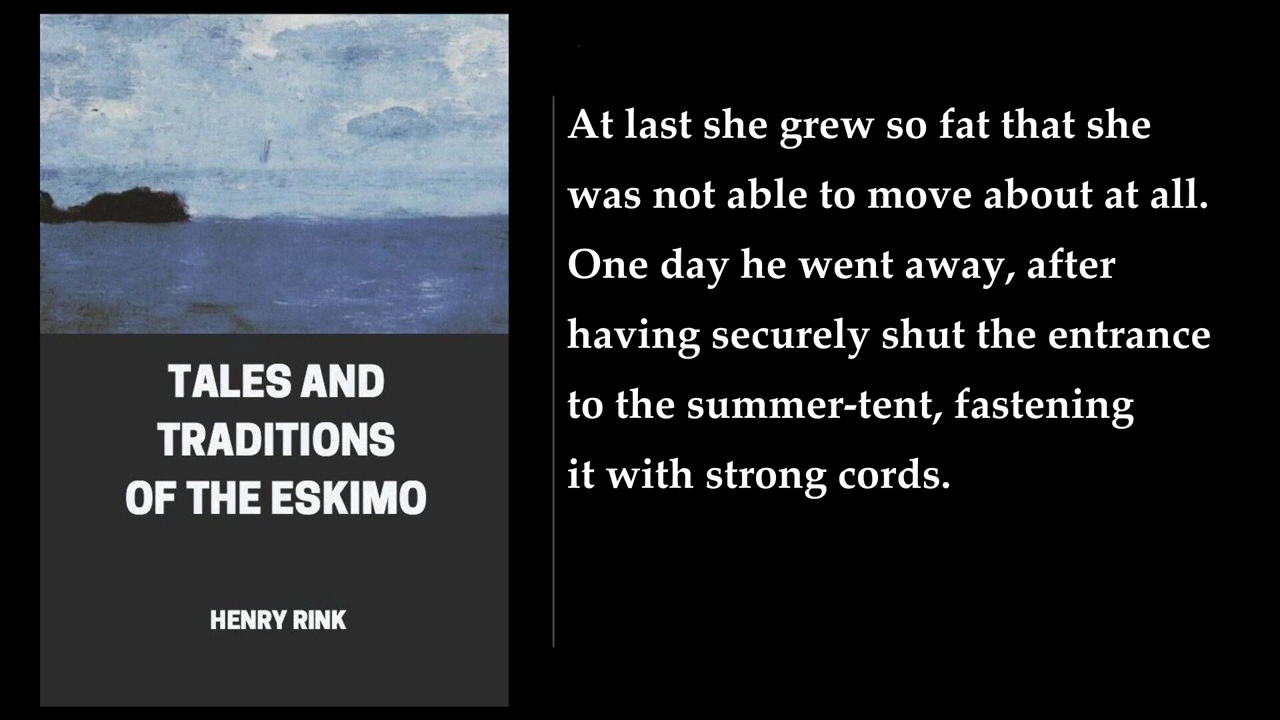 TALES AND
TRADITIONS
OF THE ESKIMO
HENRY RINK
At last she grew so fat that she
was not able to move about at all.
One day he went away, after
having securely shut the entrance
to the summer-tent, fastening
it with strong cords.